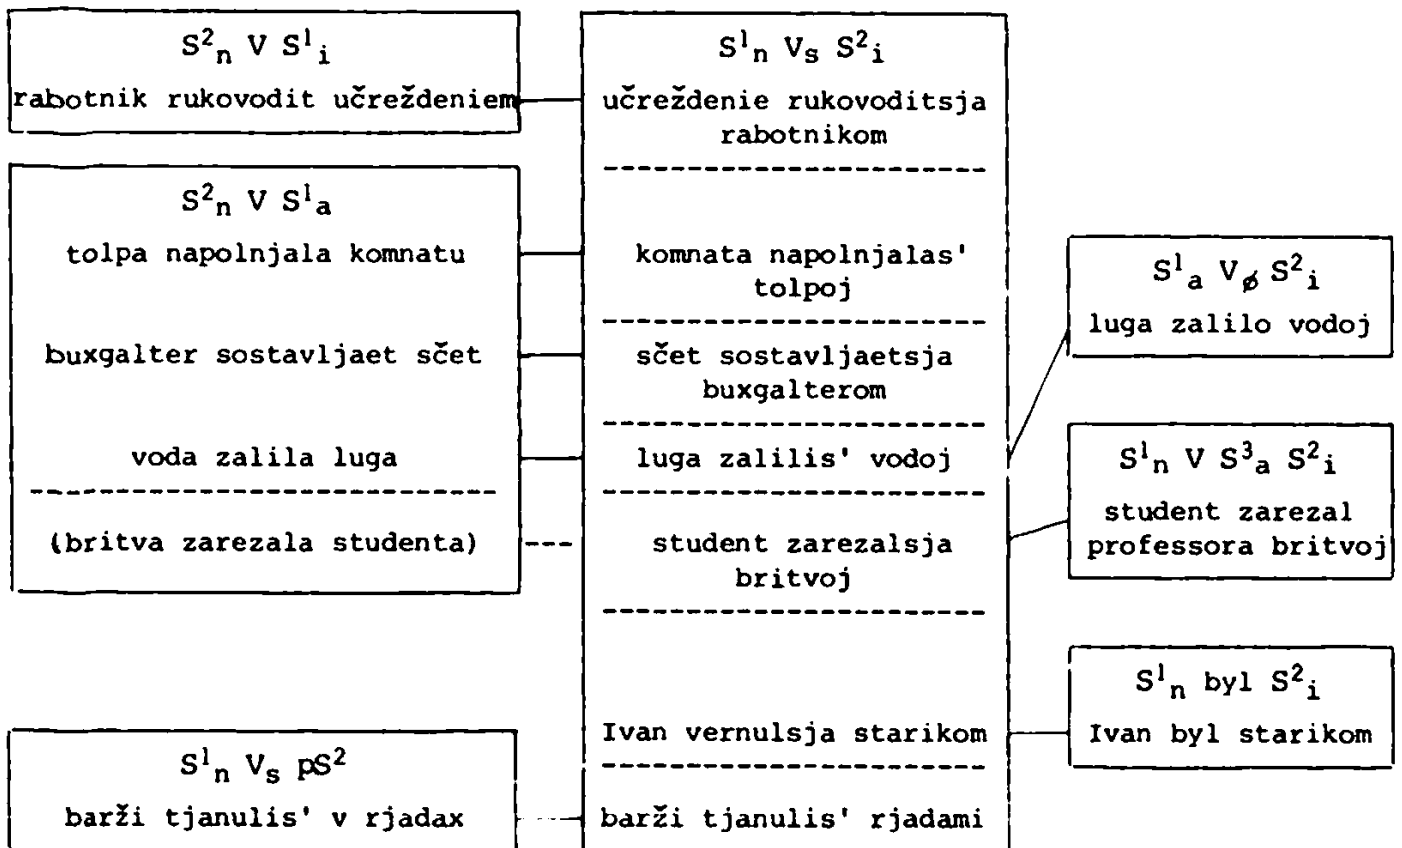 S²ₙ V S¹ᵢ
rabotnik rukovodit učreždeniem
S²ₙ V S¹ₐ
tolpa napolnjala komnatu
buxgalter sostavljaet sčet
voda zalila luga
(britva zarezala studenta)
S¹ₙ Vₛ pS²
barži tjanulis' v rjadax
S¹ₙ Vₛ S²ᵢ
učreždenie rukovoditsja
rabotnikom
komnata napolnjalas'
tolpoj
sčet sostavljaetsja
buxgalterom
luga zalilis' vodoj
student zarezalsja
britvoj
Ivan vernulsja starikom
barži tjanulis' rjadami
S¹ₐ V∅ S²ᵢ
luga zalilo vodoj
S¹ₙ V S³ₐ S²ᵢ
student zarezal
professora britvoj
S¹ₙ byl S²ᵢ
Ivan byl starikom